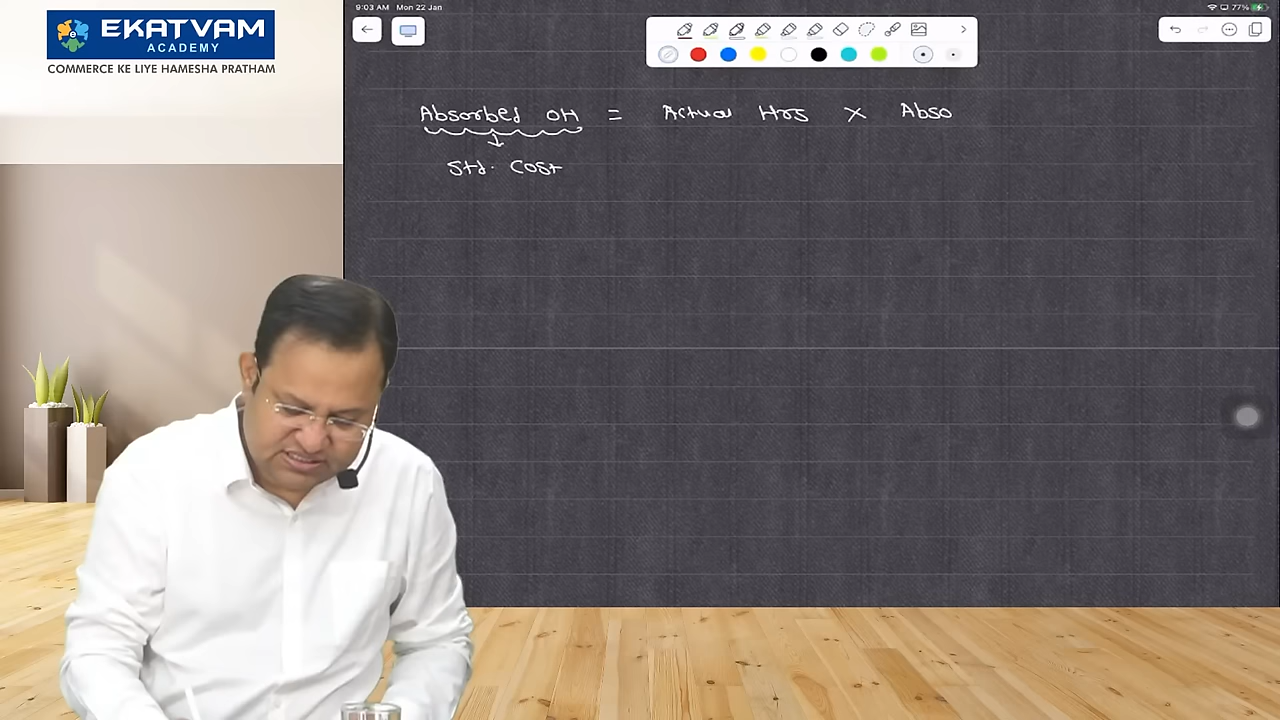 EKATVAM
ACADEMY
COMMERCE KE LIYE HAMESHA PRATHAM
9:03 AM Mon 22 Jan
77%
Absorbed OH = Actual Hrs × Abso
Std. Cost